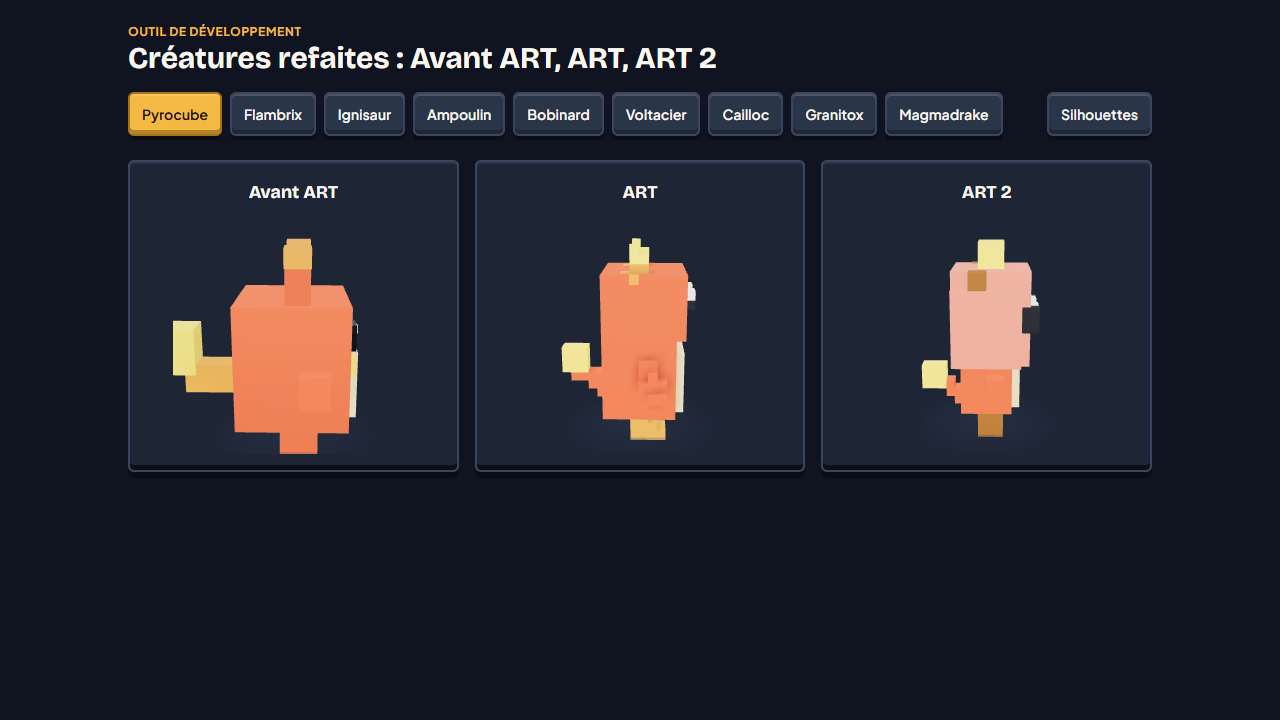 OUTIL DE DÉVELOPPEMENT
Créatures refaites : Avant ART, ART, ART 2
Pyrocube
Flambrix
Ignisaur
Ampoulin
Bobinard
Voltacier
Cailloc
Granitox
Magmadrake
Silhouettes
Avant ART
ART
ART 2